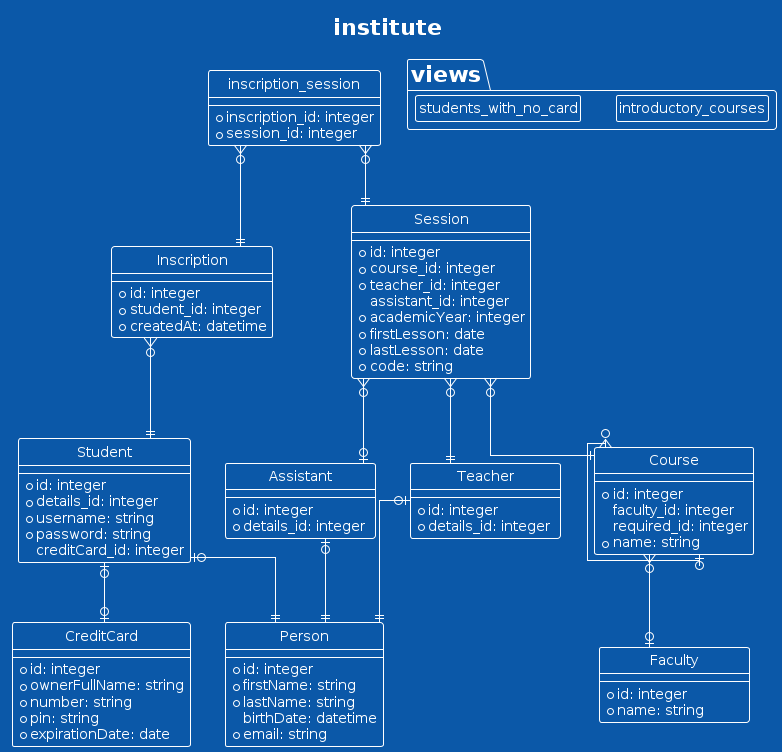 institute
inscription_session
inscription_id: integer
session_id: integer
views
students_with_no_card
introductory_courses
Session
id: integer
course_id: integer
teacher_id: integer
assistant_id: integer
academicYear: integer
firstLesson: date
lastLesson: date
code: string
Inscription
id: integer
student_id: integer
createdAt: datetime
Student
id: integer
details_id: integer
username: string
password: string
creditCard_id: integer
Assistant
id: integer
details_id: integer
Teacher
id: integer
details_id: integer
Course
id: integer
faculty_id: integer
required_id: integer
name: string
CreditCard
id: integer
ownerFullName: string
number: string
pin: string
expirationDate: date
Person
id: integer
firstName: string
lastName: string
birthDate: datetime
email: string
Faculty
id: integer
name: string